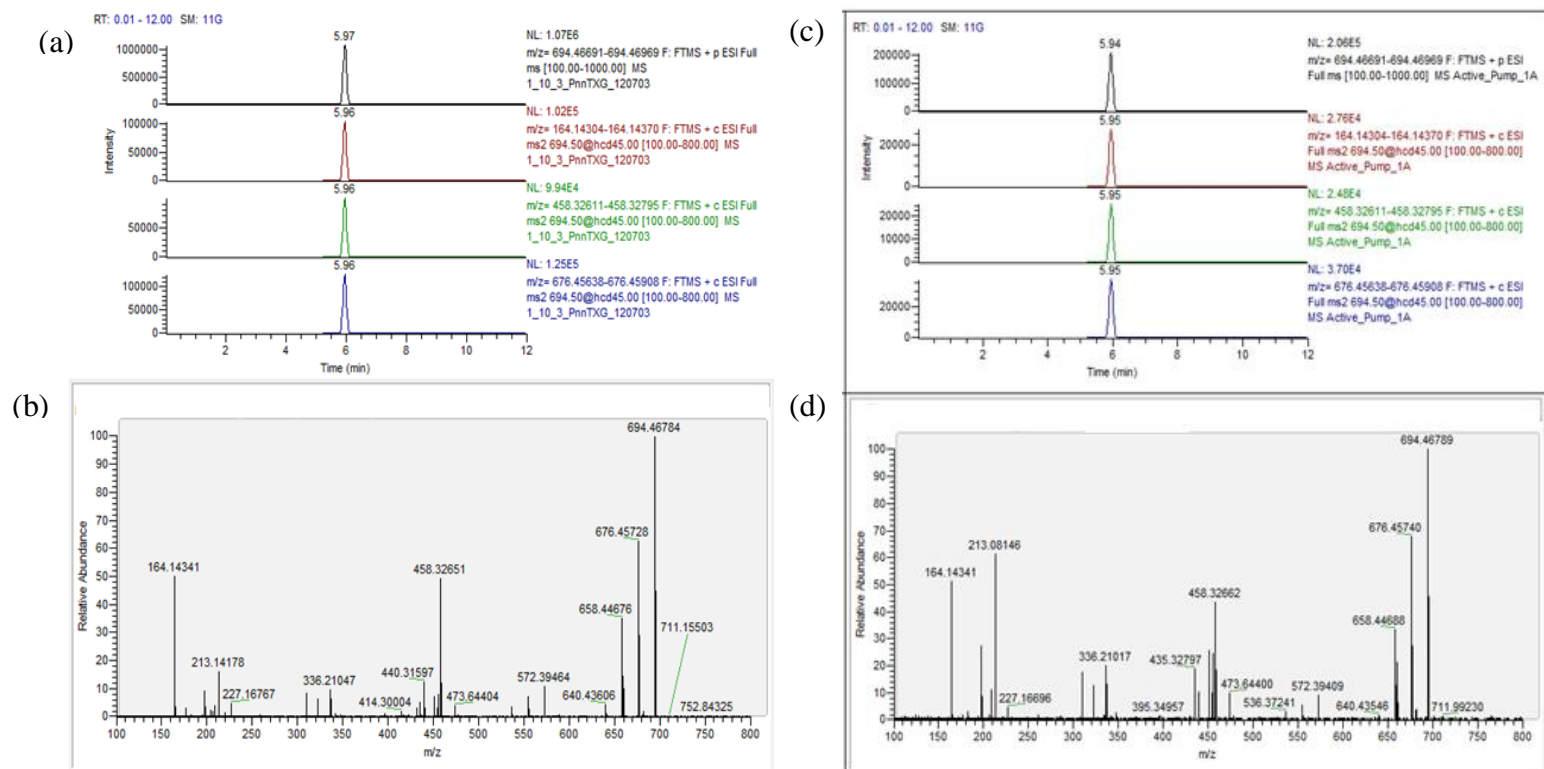 (a)
RT: 0.01 - 12.00 SM: 11G
1000000
500000
0
5.97
NL: 1.07E6
m/z= 694.46691-694.46969 F: FTMS + p ESI Full
ms [100.00-1000.00] MS
1_10_3_PnnTXG_120703
100000
50000
0
5.96
NL: 1.02E5
m/z= 164.14304-164.14370 F: FTMS + c ESI Full
ms2 694.50@hcd45.00 [100.00-800.00] MS
1_10_3_PnnTXG_120703
50000
0
5.96
NL: 9.94E4
m/z= 458.32611-458.32795 F: FTMS + c ESI Full
ms2 694.50@hcd45.00 [100.00-800.00] MS
1_10_3_PnnTXG_120703
100000
50000
0
5.96
NL: 1.25E5
m/z= 676.45638-676.45908 F: FTMS + c ESI Full
ms2 694.50@hcd45.00 [100.00-800.00] MS
1_10_3_PnnTXG_120703
Intensity
2 4 6 8 10 12
Time (min)
(c)
RT: 0.01 - 12.00 SM: 11G
200000
100000
0
5.94
NL: 2.06E5
m/z= 694.46691-694.46969 F: FTMS + p ESI
Full ms [100.00-1000.00] MS Active_Pump_1A
20000
0
5.95
NL: 2.76E4
m/z= 164.14304-164.14370 F: FTMS + c ESI
Full ms2 694.50@hcd45.00 [100.00-800.00]
MS Active_Pump_1A
20000
10000
0
5.95
NL: 2.48E4
m/z= 458.32611-458.32795 F: FTMS + c ESI
Full ms2 694.50@hcd45.00 [100.00-800.00]
MS Active_Pump_1A
20000
0
5.95
NL: 3.70E4
m/z= 676.45638-676.45908 F: FTMS + c ESI
Full ms2 694.50@hcd45.00 [100.00-800.00]
MS Active_Pump_1A
Intensity
2 4 6 8 10 12
Time (min)
(b)
100
90
80
70
60
50
40
30
20
10
0
Relative Abundance
164.14341
213.14178
227.16767
336.21047
414.30004
440.31597
458.32651
473.64404
572.39464
640.43606
658.44676
676.45728
694.46784
711.15503
752.84325
100 150 200 250 300 350 400 450 500 550 600 650 700 750 800
m/z
(d)
100
90
80
70
60
50
40
30
20
10
0
Relative Abundance
164.14341
213.08146
227.16696
336.21017
395.34957
435.32797
458.32662
473.64400
536.37241
572.39409
640.43546
658.44688
676.45740
694.46789
711.99230
100 150 200 250 300 350 400 450 500 550 600 650 700 750 800
m/z